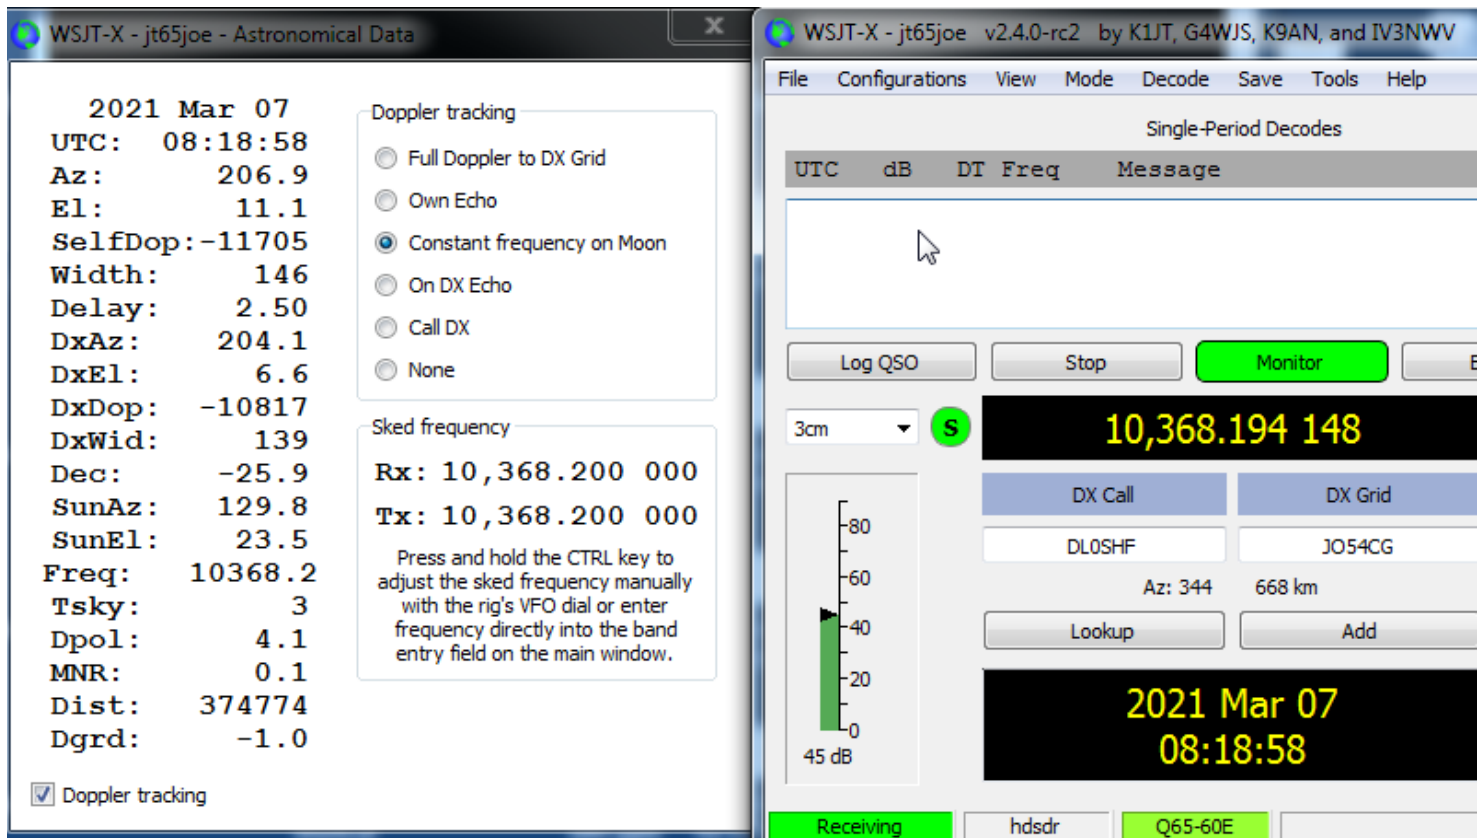 WSJT-X - jt65joe - Astronomical Data
2021 Mar 07
UTC: 08:18:58
Az: 206.9
El: 11.1
SelfDop:-11705
Width: 146
Delay: 2.50
DxAz: 204.1
DxEl: 6.6
DxDop: -10817
DxWid: 139
Dec: -25.9
SunAz: 129.8
SunEl: 23.5
Freq: 10368.2
Tsky: 3
Dpol: 4.1
MNR: 0.1
Dist: 374774
Dgrd: -1.0
Doppler tracking
Doppler tracking
Full Doppler to DX Grid
Own Echo
Constant frequency on Moon
On DX Echo
Call DX
None
Sked frequency
Rx: 10,368.200 000
Tx: 10,368.200 000
Press and hold the CTRL key to
adjust the sked frequency manually
with the rig's VFO dial or enter
frequency directly into the band
entry field on the main window.
WSJT-X - jt65joe v2.4.0-rc2 by K1JT, G4WJS, K9AN, and IV3NWV
File Configurations View Mode Decode Save Tools Help
Single-Period Decodes
UTC dB DT Freq Message
Log QSO Stop Monitor
3cm S 10,368.194 148
DX Call DX Grid
DL0SHF JO54CG
Az: 344 668 km
Lookup Add
80
60
40
20
0
45 dB
2021 Mar 07
08:18:58
Receiving hdsdr Q65-60E